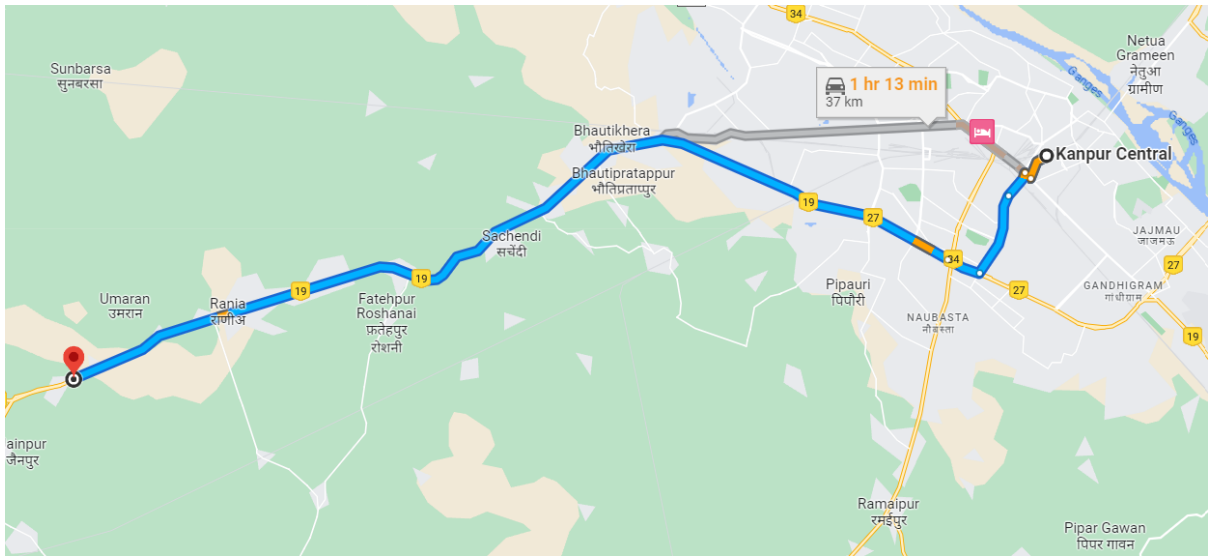 34
Netua
Grameen
नेतुआ
ग्रामीण
Sunbarsa
सुनबरसा
1 hr 13 min
37 km
Ganges
Ganges
Bhautikhera
भौतिखेरा
Kanpur Central
Bhautipratappur
भौतिप्रताप्पुर
19
27
Sachendi
सचेंदी
JAJMAU
जाजमऊ
34
27
19
19
27
Pipauri
पिपौरी
GANDHIGRAM
गांधीग्राम
Umaran
उमरान
Rania
राणीअ
Fatehpur
Roshanai
फ़तेहपुर
रोशनी
NAUBASTA
नौबस्ता
19
ainpur
जैनपुर
Ramaipur
रमईपुर
Pipar Gawan
पिपर गावन